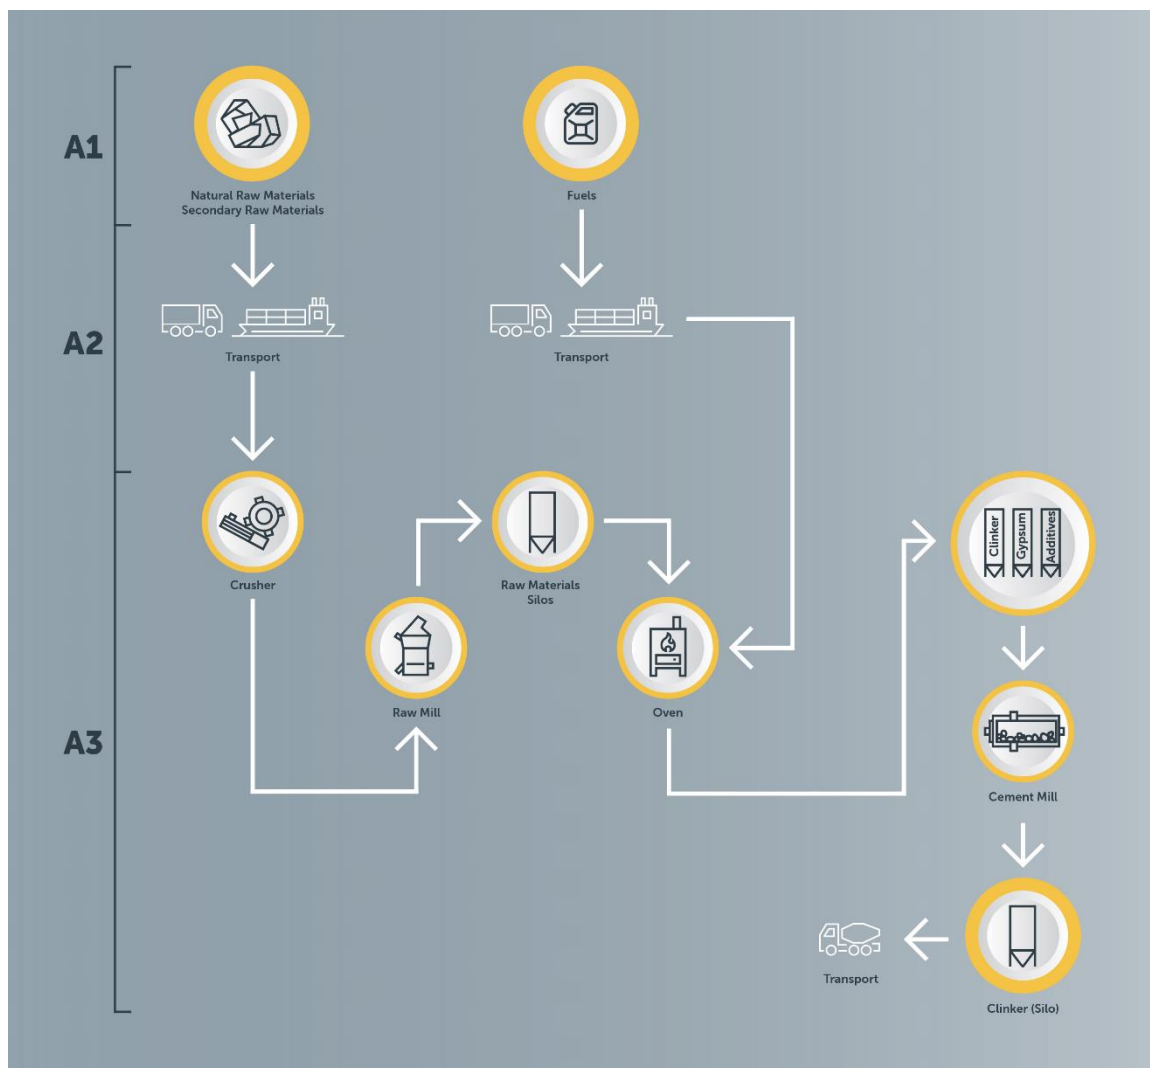 A1
Natural Raw Materials
Secondary Raw Materials
Fuels
A2
Transport
Transport
A3
Crusher
Raw Materials
Silos
Clinker
Gypsum
Additives
Raw Mill
Oven
Cement Mill
Transport
Clinker (Silo)